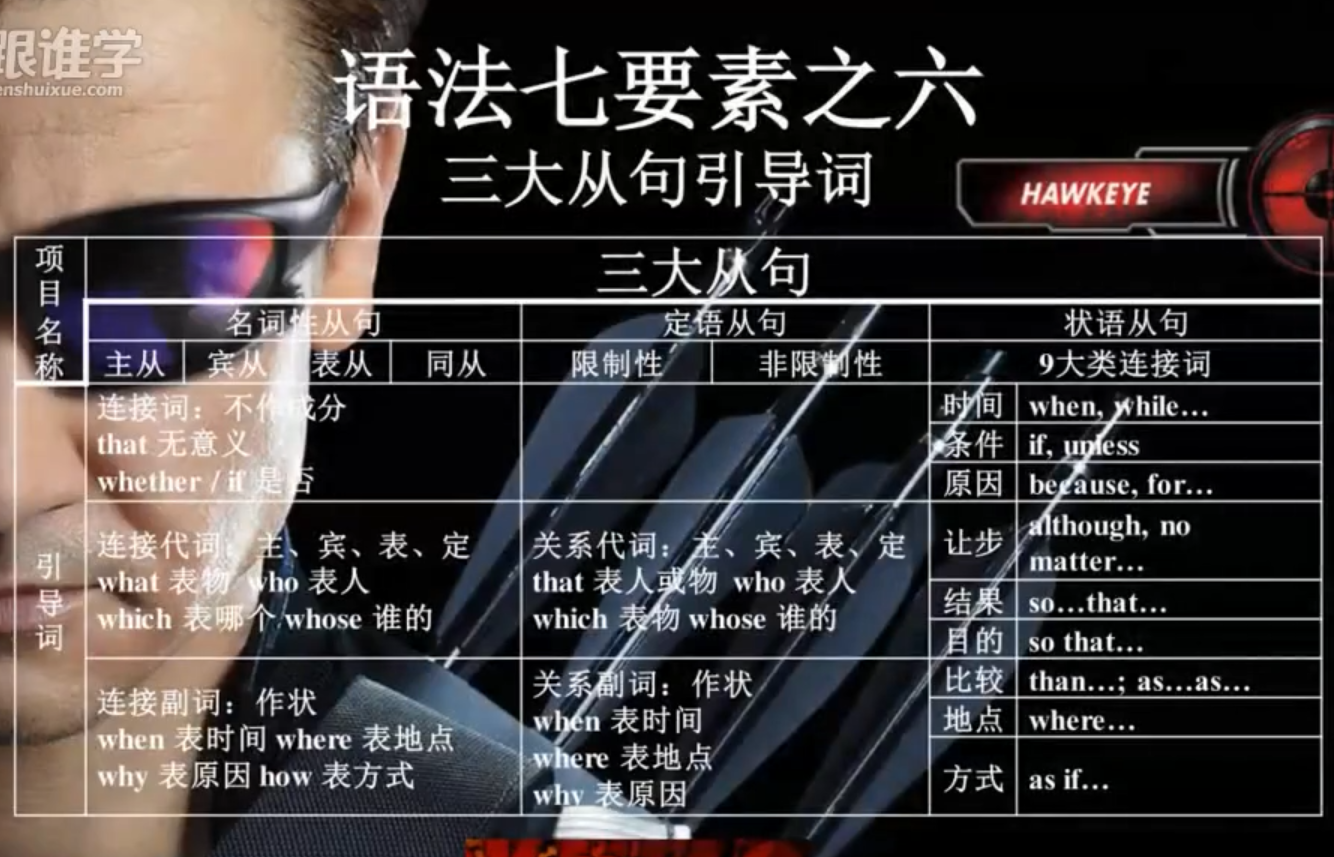 跟谁学
enshuixue.com
语法七要素之六
三大从句引导词
HAWKEYE
项目名称
三大从句
名词性从句
定语从句
状语从句
主从
宾从
表从
同从
限制性
非限制性
9大类连接词
引导词
连接词：不作成分
that 无意义
whether / if 是否
连接代词：主、宾、表、定
what 表物 who 表人
which 表哪个 whose 谁的
连接副词：作状
when 表时间 where 表地点
why 表原因 how 表方式
关系代词：主、宾、表、定
that 表人或物 who 表人
which 表物 whose 谁的
关系副词：作状
when 表时间
where 表地点
why 表原因
时间 when, while…
条件 if, unless
原因 because, for…
让步 although, no
matter…
结果 so…that…
目的 so that…
比较 than…; as…as…
地点 where…
方式 as if…